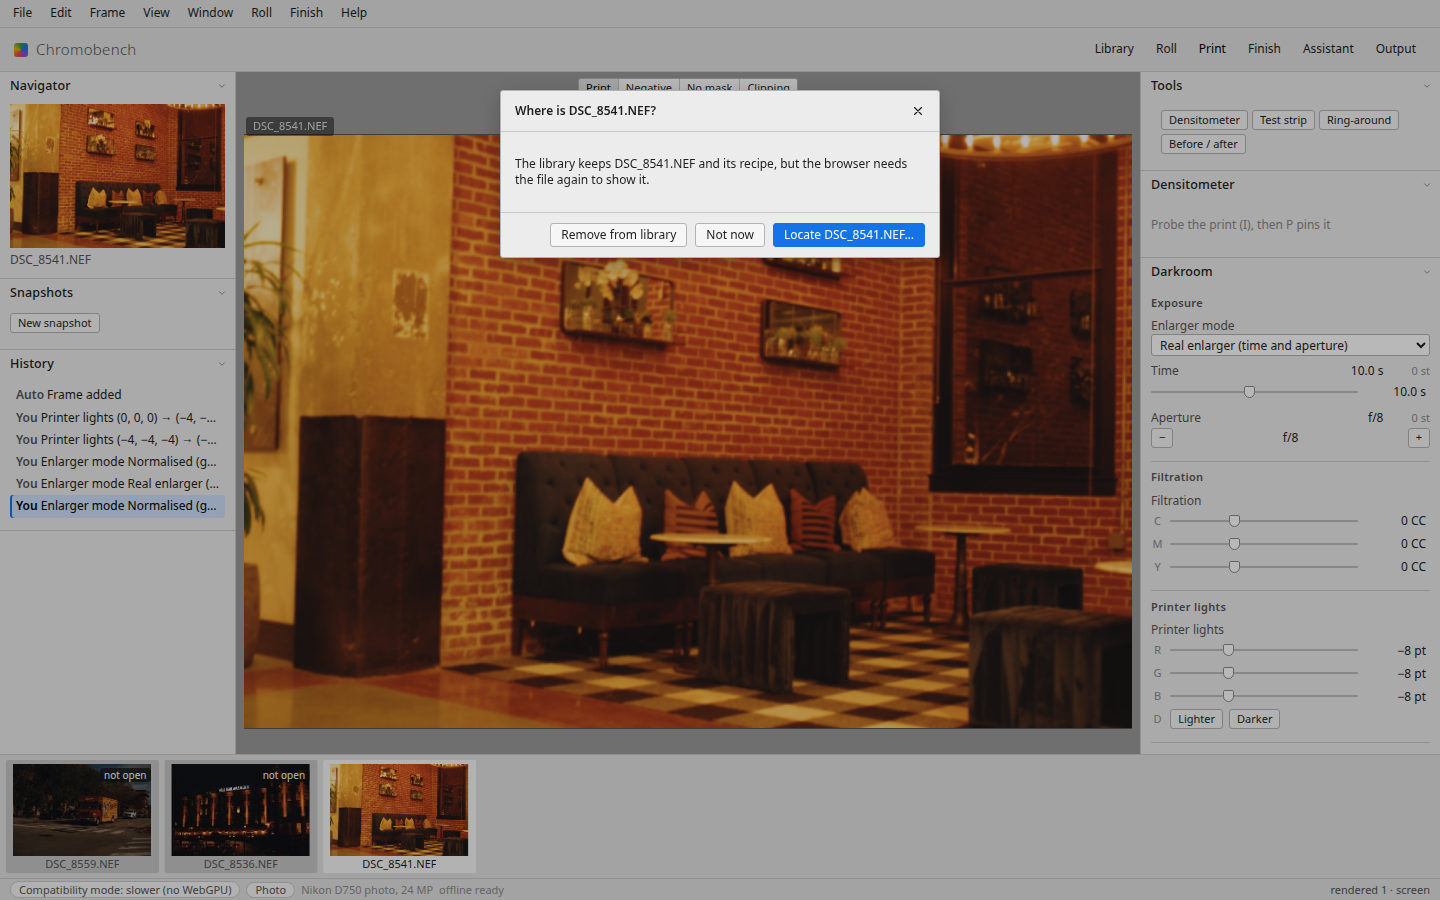 File Edit Frame View Window Roll Finish Help
Chromobench
Library Roll Print Finish Assistant Output
Navigator
DSC_8541.NEF
Snapshots
New snapshot
History
Auto Frame added
You Printer lights (0, 0, 0) → (−4, −...
You Printer lights (−4, −4, −4) → (−...
You Enlarger mode Normalised (g...
You Enlarger mode Real enlarger (...
You Enlarger mode Normalised (g...
Print Negative No mask Clipping
DSC_8541.NEF
Where is DSC_8541.NEF?
The library keeps DSC_8541.NEF and its recipe, but the browser needs
the file again to show it.
Remove from library Not now Locate DSC_8541.NEF...
Tools
Densitometer Test strip Ring-around
Before / after
Densitometer
Probe the print (I), then P pins it
Darkroom
Exposure
Enlarger mode
Real enlarger (time and aperture)
Time 10.0 s 0 st
10.0 s
Aperture f/8 0 st
− f/8 +
Filtration
Filtration
C 0 CC
M 0 CC
Y 0 CC
Printer lights
Printer lights
R −8 pt
G −8 pt
B −8 pt
D Lighter Darker
not open not open
DSC_8559.NEF DSC_8536.NEF DSC_8541.NEF
Compatibility mode: slower (no WebGPU) Photo Nikon D750 photo, 24 MP offline ready rendered 1 · screen